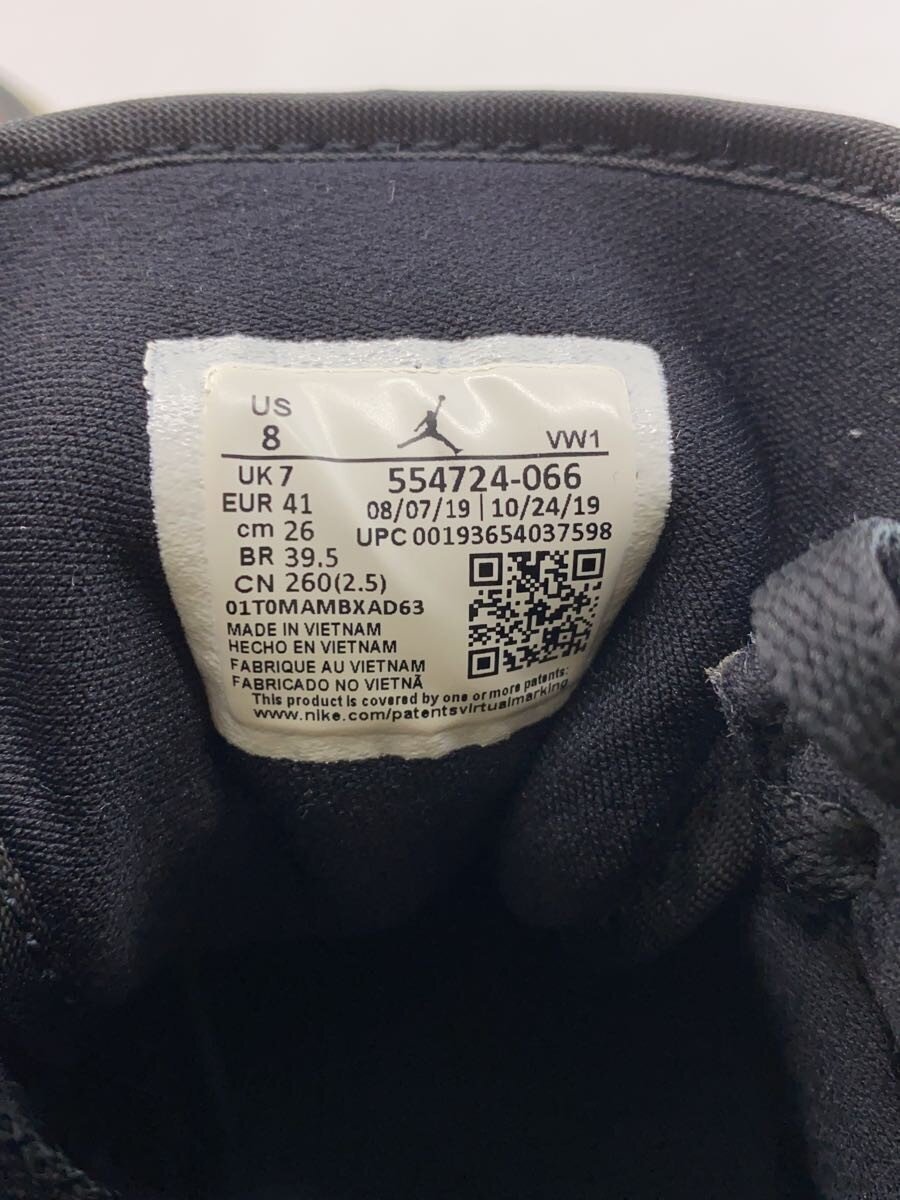 US
8 VW1
UK 7 554724-066
EUR 41 08/07/19 | 10/24/19
cm 26 UPC 00193654037598
BR 39.5
CN 260(2.5)
01T0MAMBXAD63
MADE IN VIETNAM
HECHO EN VIETNAM
FABRIQUE AU VIETNAM
FABRICADO NO VIETNÃ
This product is covered by one or more patents:
www.nike.com/patentsvirtualmarking